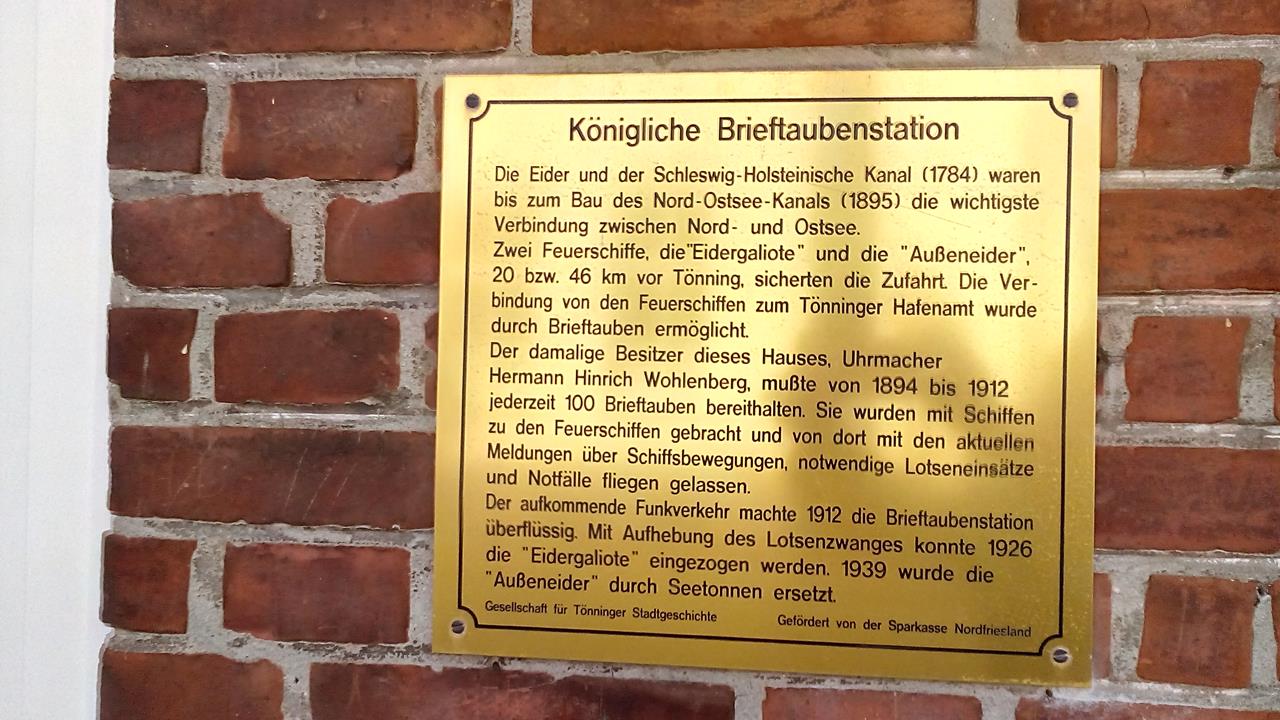 Königliche Brieftaubenstation
Die Eider und der Schleswig-Holsteinische Kanal (1784) waren
bis zum Bau des Nord-Ostsee-Kanals (1895) die wichtigste
Verbindung zwischen Nord- und Ostsee.
Zwei Feuerschiffe, die"Eidergaliote" und die "Außeneider",
20 bzw. 46 km vor Tönning, sicherten die Zufahrt. Die Ver-
bindung von den Feuerschiffen zum Tönninger Hafenamt wurde
durch Brieftauben ermöglicht.
Der damalige Besitzer dieses Hauses, Uhrmacher
Hermann Hinrich Wohlenberg, mußte von 1894 bis 1912
jederzeit 100 Brieftauben bereithalten. Sie wurden mit Schiffen
zu den Feuerschiffen gebracht und von dort mit den aktuellen
Meldungen über Schiffsbewegungen, notwendige Lotseneinsätze
und Notfälle fliegen gelassen.
Der aufkommende Funkverkehr machte 1912 die Brieftaubenstation
überflüssig. Mit Aufhebung des Lotsenzwanges konnte 1926
die "Eidergaliote" eingezogen werden. 1939 wurde die
"Außeneider" durch Seetonnen ersetzt.
Gesellschaft für Tönninger Stadtgeschichte Gefördert von der Sparkasse Nordfriesland